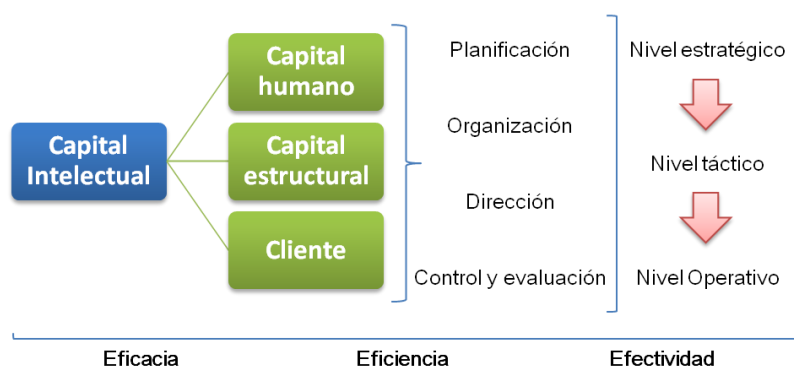 Capital
Intelectual
Capital
humano
Capital
estructural
Cliente
Planificación
Organización
Dirección
Control y evaluación
Nivel estratégico
Nivel táctico
Nivel Operativo
Eficacia
Eficiencia
Efectividad